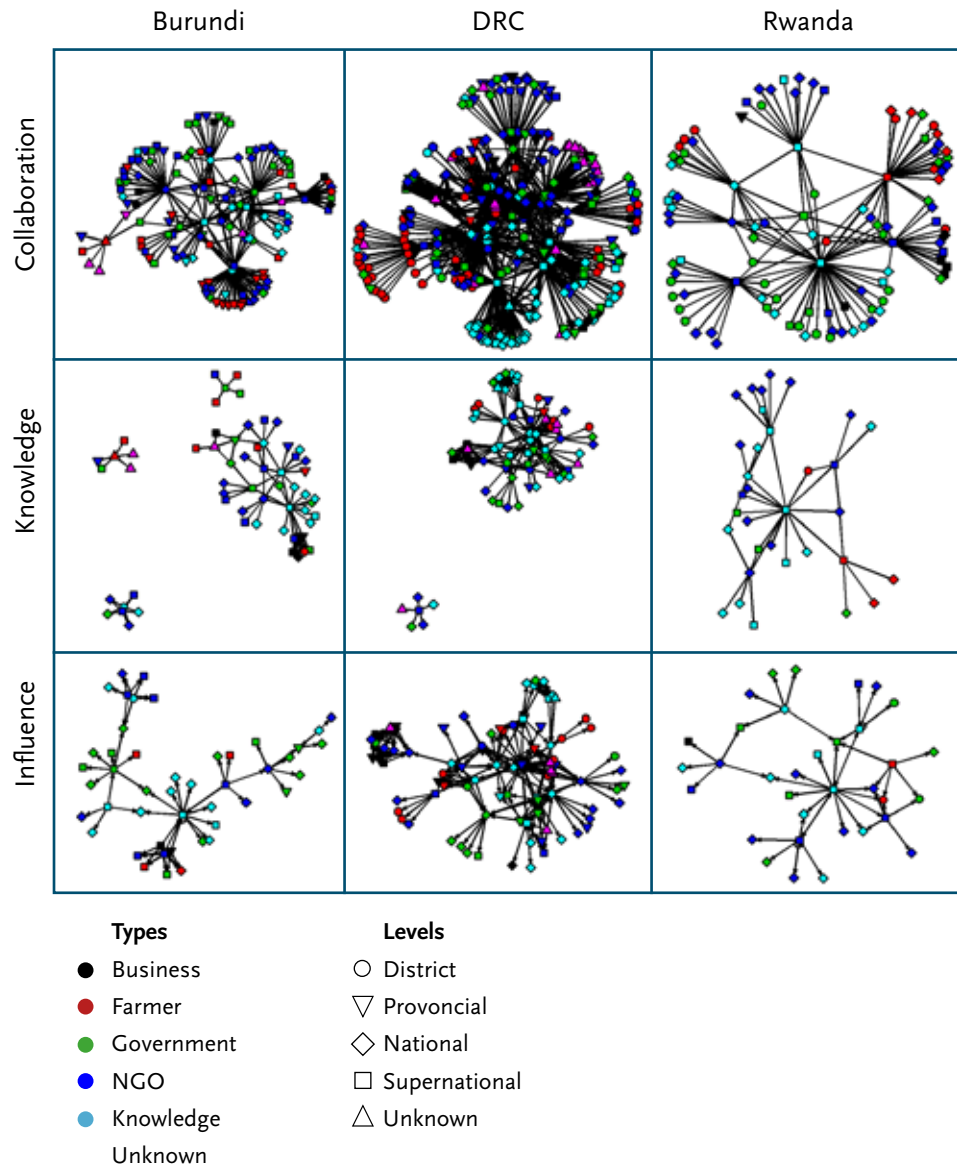 Burundi DRC Rwanda
Collaboration
Knowledge
Influence
Types Levels
Business District
Farmer Provoncial
Government National
NGO Supernational
Knowledge Unknown
Unknown